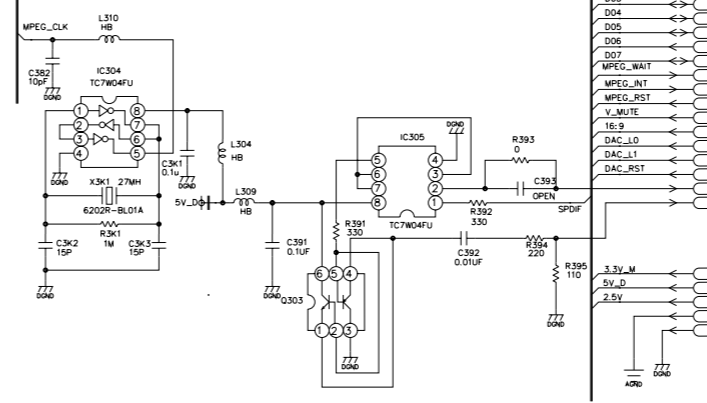 D04
D05
D06
D07
MPEG_CLK
L310
HB
MPEG_WAIT
MPEG_INT
MPEG_RST
V_MUTE
16:9
DAC_L0
DAC_L1
DAC_RST
C382
10pF
DGND
IC304
TC7W04FU
1
2
3
4
8
7
6
5
DGND
C3K1
0.1u
DGND
L304
HB
X3K1 27MH
6202R-BL01A
R3K1
1M
C3K2
15P
C3K3
15P
DGND
5V_D
L309
HB
C391
0.1UF
DGND
IC305
5
6
7
8
4
3
2
1
DGND
TC7W04FU
R393
0
C393
OPEN
R392
330
SPDIF
R391
330
C392
0.01UF
R394
220
R395
110
DGND
Q303
6
5
4
1
2
3
DGND
3.3V_M
5V_D
2.5V
AGND
DGND